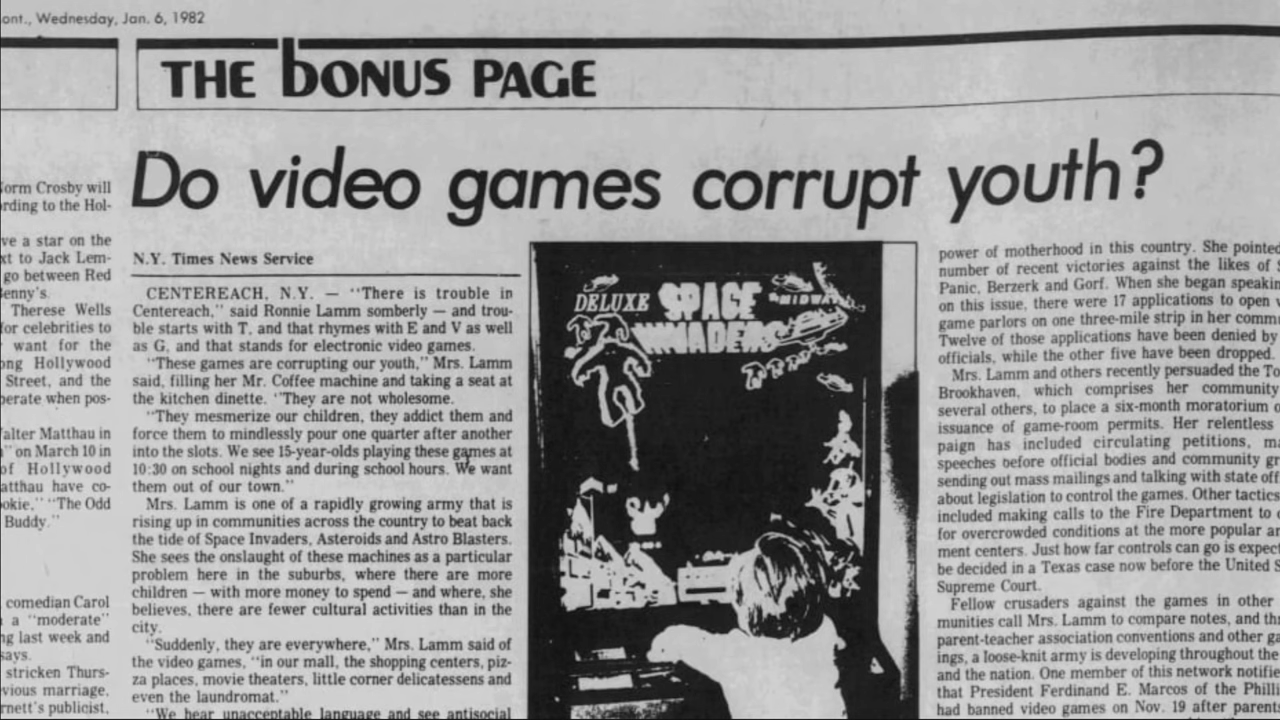 ont., Wednesday, Jan. 6, 1982
THE bONUS PAGE
Do video games corrupt youth?
Norm Crosby will
rding to the Hol-
ve a star on the
xt to Jack Lem-
go between Red
Benny's.
Therese Wells
for celebrities to
want for the
ong Hollywood
Street, and the
perate when pos-
Walter Matthau in
" on March 10 in
of Hollywood
atthau have co-
ookie," "The Odd
Buddy."
comedian Carol
a "moderate"
ng last week and
says.
stricken Thurs-
vious marriage,
rnett's publicist,
N.Y. Times News Service
CENTEREACH, N.Y. — "There is trouble in
Centereach," said Ronnie Lamm somberly — and trou-
ble starts with T, and that rhymes with E and V as well
as G, and that stands for electronic video games.
"These games are corrupting our youth," Mrs. Lamm
said, filling her Mr. Coffee machine and taking a seat at
the kitchen dinette. "They are not wholesome.
"They mesmerize our children, they addict them and
force them to mindlessly pour one quarter after another
into the slots. We see 15-year-olds playing these games at
10:30 on school nights and during school hours. We want
them out of our town."
Mrs. Lamm is one of a rapidly growing army that is
rising up in communities across the country to beat back
the tide of Space Invaders, Asteroids and Astro Blasters.
She sees the onslaught of these machines as a particular
problem here in the suburbs, where there are more
children — with more money to spend — and where, she
believes, there are fewer cultural activities than in the
city.
"Suddenly, they are everywhere," Mrs. Lamm said of
the video games, "in our mall, the shopping centers, piz-
za places, movie theaters, little corner delicatessens and
even the laundromat."
"We hear unacceptable language and see antisocial
DELUXE SPACE MIDWAY
INVADERS
power of motherhood in this country. She pointed
number of recent victories against the likes of
Panic, Berzerk and Gorf. When she began speakin
on this issue, there were 17 applications to open
game parlors on one three-mile strip in her comm
Twelve of those applications have been denied by
officials, while the other five have been dropped.
Mrs. Lamm and others recently persuaded the To
Brookhaven, which comprises her community
several others, to place a six-month moratorium
issuance of game-room permits. Her relentless
paign has included circulating petitions, m
speeches before official bodies and community gr
sending out mass mailings and talking with state off
about legislation to control the games. Other tactics
included making calls to the Fire Department to
for overcrowded conditions at the more popular a
ment centers. Just how far controls can go is expec
be decided in a Texas case now before the United S
Supreme Court.
Fellow crusaders against the games in other
munities call Mrs. Lamm to compare notes, and th
parent-teacher association conventions and other ga
ings, a loose-knit army is developing throughout the
and the nation. One member of this network notifie
that President Ferdinand E. Marcos of the Philli
had banned video games on Nov. 19 after parent